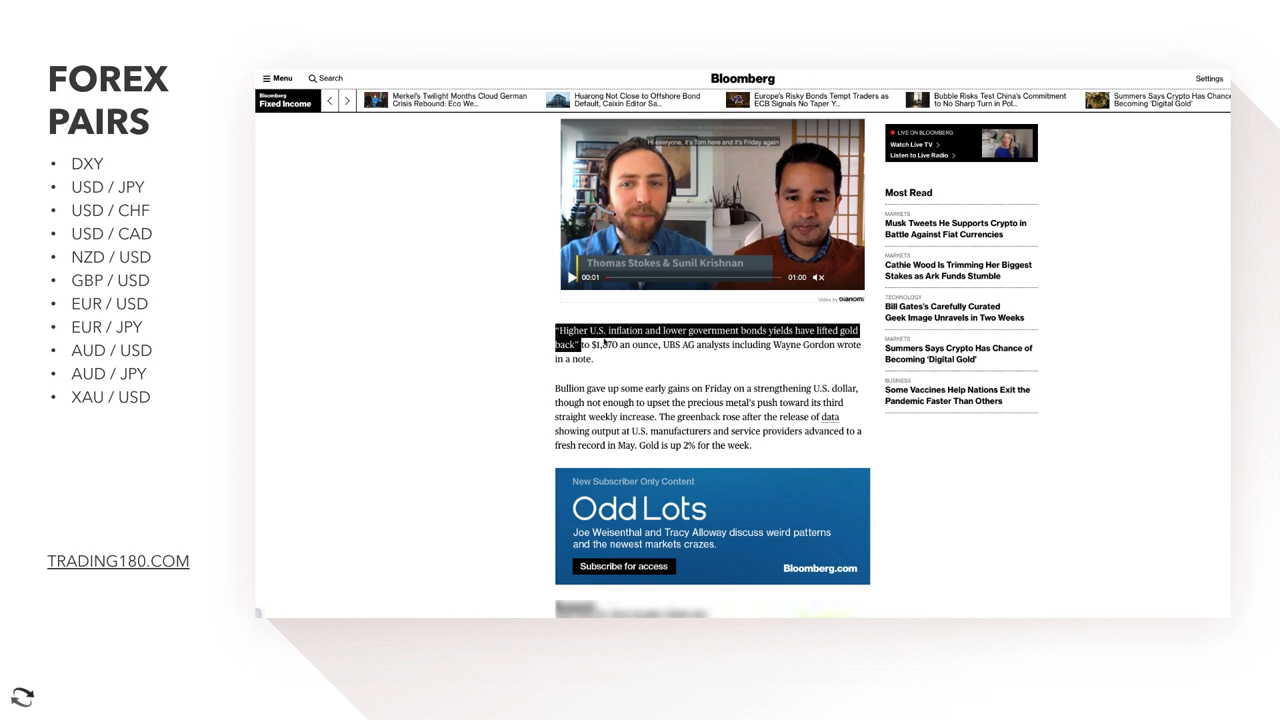 FOREX
PAIRS
• DXY
• USD / JPY
• USD / CHF
• USD / CAD
• NZD / USD
• GBP / USD
• EUR / USD
• EUR / JPY
• AUD / USD
• AUD / JPY
• XAU / USD
TRADING180.COM
Menu
Search
Bloomberg
Settings
Bloomberg
Fixed Income
Merkel's Twilight Months Cloud German
Crisis Rebound: Eco We...
Huarong Not Close to Offshore Bond
Default, Caixin Editor Sa...
Europe's Risky Bonds Tempt Traders as
ECB Signals No Taper Y...
Bubble Risks Test China's Commitment
to No Sharp Turn in Pol...
Summers Says Crypto Has Chance
Becoming 'Digital Gold'
Hi everyone, it's Tom here and it's Friday again
Thomas Stokes & Sunil Krishnan
00:01
01:00
Video by
"Higher U.S. inflation and lower government bonds yields have lifted gold
back" to $1,870 an ounce, UBS AG analysts including Wayne Gordon wrote
in a note.
Bullion gave up some early gains on Friday on a strengthening U.S. dollar,
though not enough to upset the precious metal's push toward its third
straight weekly increase. The greenback rose after the release of data
showing output at U.S. manufacturers and service providers advanced to a
fresh record in May. Gold is up 2% for the week.
New Subscriber Only Content
Odd Lots
Joe Weisenthal and Tracy Alloway discuss weird patterns
and the newest markets crazes.
Subscribe for access
Bloomberg.com
LIVE ON BLOOMBERG
Watch Live TV
Listen to Live Radio
Most Read
MARKETS
Musk Tweets He Supports Crypto in
Battle Against Fiat Currencies
MARKETS
Cathie Wood Is Trimming Her Biggest
Stakes as Ark Funds Stumble
TECHNOLOGY
Bill Gates's Carefully Curated
Geek Image Unravels in Two Weeks
MARKETS
Summers Says Crypto Has Chance of
Becoming 'Digital Gold'
BUSINESS
Some Vaccines Help Nations Exit the
Pandemic Faster Than Others